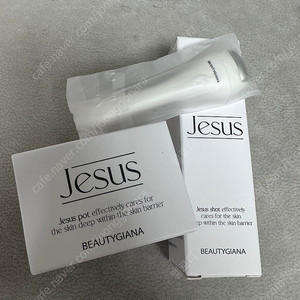 BEAUTYGIANA
Jesus
Jesus pot effectively cares for
the skin deep within the skin barrier
BEAUTYGIANA
Jesus
Jesus shot effectively
cares for the skin
deep within the skin barrier
BEAUTYGIANA